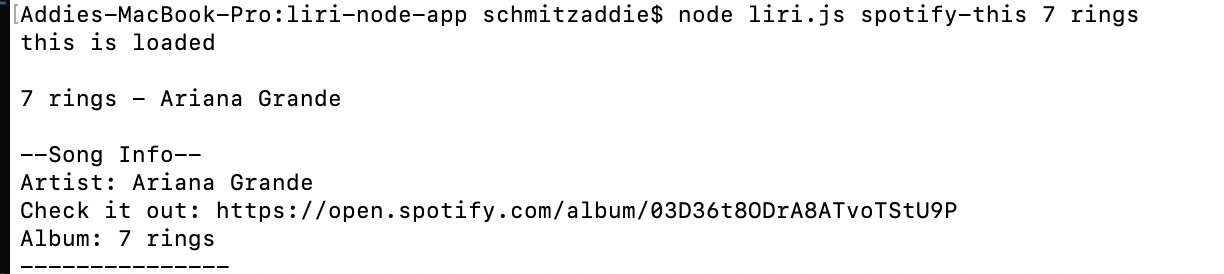 [Addies-MacBook-Pro:liri-node-app schmitzaddie$ node liri.js spotify-this 7 rings
this is loaded
7 rings - Ariana Grande
--Song Info--
Artist: Ariana Grande
Check it out: https://open.spotify.com/album/03D36t8ODrA8ATvoTStU9P
Album: 7 rings
---------------